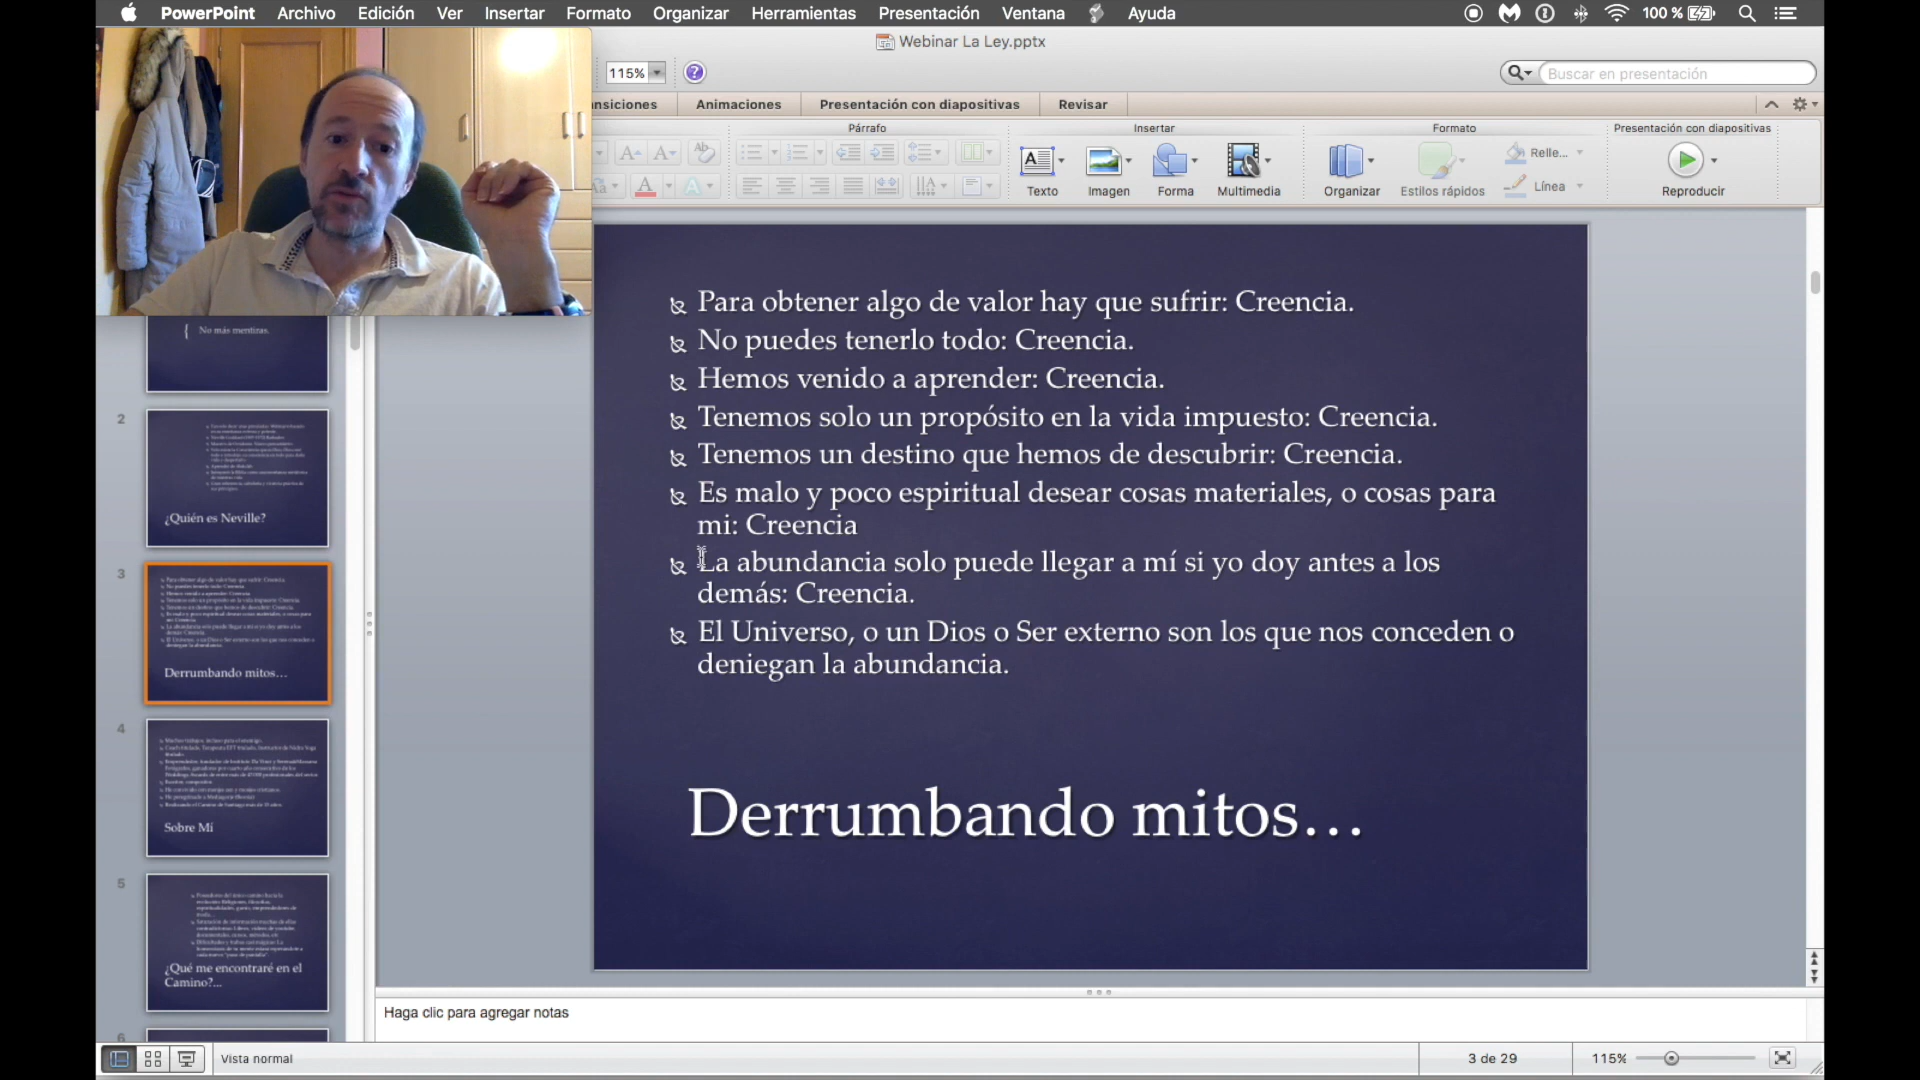 PowerPoint Archivo Edición Ver Insertar Formato Organizar Herramientas Presentación Ventana Ayuda 100 %
Webinar La Ley.pptx
115%
Buscar en presentación
nsiciones Animaciones Presentación con diapositivas Revisar
Párrafo Insertar Formato Presentación con diapositivas
Texto Imagen Forma Multimedia Organizar Estilos rápidos Relle... Línea Reproducir
No más mentiras.
2
¿Quién es Neville?
3
Derrumbando mitos...
4
Sobre Mí
5
¿Qué me encontraré en el
Camino?...
6
Para obtener algo de valor hay que sufrir: Creencia.
No puedes tenerlo todo: Creencia.
Hemos venido a aprender: Creencia.
Tenemos solo un propósito en la vida impuesto: Creencia.
Tenemos un destino que hemos de descubrir: Creencia.
Es malo y poco espiritual desear cosas materiales, o cosas para
mi: Creencia
La abundancia solo puede llegar a mí si yo doy antes a los
demás: Creencia.
El Universo, o un Dios o Ser externo son los que nos conceden o
deniegan la abundancia.
Derrumbando mitos...
Haga clic para agregar notas
Vista normal 3 de 29 115%